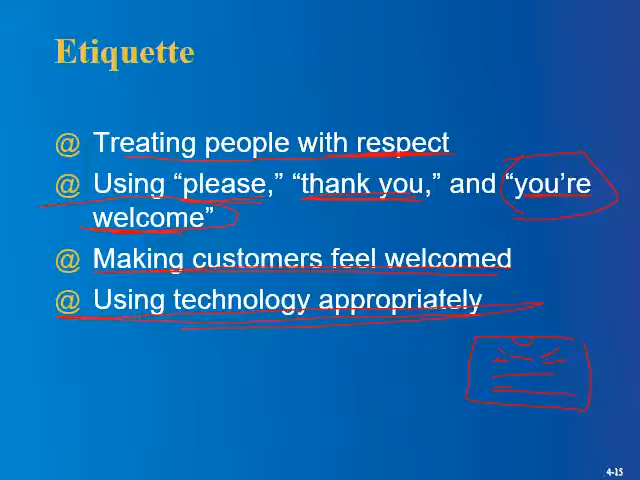 Etiquette
@ Treating people with respect
@ Using “please,” “thank you,” and “you’re
welcome”
@ Making customers feel welcomed
@ Using technology appropriately
4-15